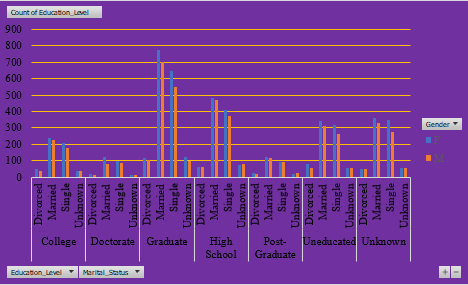 Count of Education_Level
900
800
700
600
500
400
300
200
100
0
Gender
F
M
Divorced Married Single Unknown Divorced Married Single Unknown Divorced Married Single Unknown Divorced Married Single Unknown Divorced Married Single Unknown Divorced Married Single Unknown Divorced Married Single Unknown
College Doctorate Graduate High School Post-Graduate Uneducated Unknown
Education_Level Marital_Status
+ −